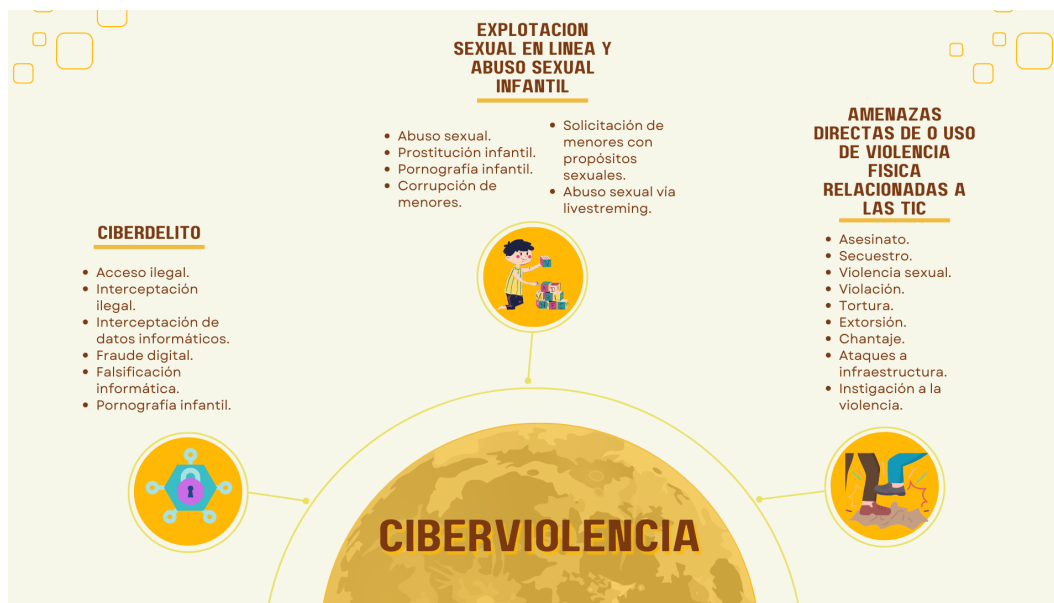 EXPLOTACION
SEXUAL EN LINEA Y
ABUSO SEXUAL
INFANTIL
• Abuso sexual.
• Prostitución infantil.
• Pornografía infantil.
• Corrupción de
menores.
• Solicitación de
menores con
propósitos
sexuales.
• Abuso sexual vía
livestreming.
AMENAZAS
DIRECTAS DE O USO
DE VIOLENCIA
FISICA
RELACIONADAS A
LAS TIC
• Asesinato.
• Secuestro.
• Violencia sexual.
• Violación.
• Tortura.
• Extorsión.
• Chantaje.
• Ataques a
infraestructura.
• Instigación a la
violencia.
CIBERDELITO
• Acceso ilegal.
• Interceptación
ilegal.
• Interceptación de
datos informáticos.
• Fraude digital.
• Falsificación
informática.
• Pornografía infantil.
CIBERVIOLENCIA